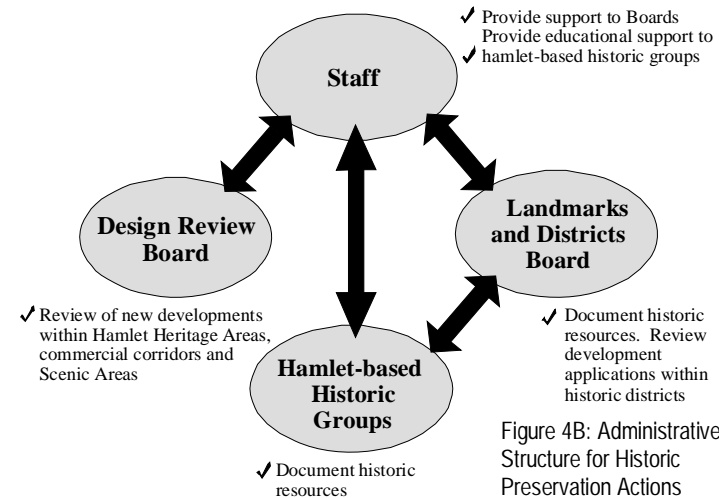 ✓ Provide support to Boards
Provide educational support to
✓ hamlet-based historic groups
Staff
Design Review
Board
Landmarks
and Districts
Board
✓ Review of new developments
within Hamlet Heritage Areas,
commercial corridors and
Scenic Areas
✓ Document historic
resources. Review
development
applications within
historic districts
Hamlet-based
Historic
Groups
✓ Document historic
resources
Figure 4B: Administrative
Structure for Historic
Preservation Actions